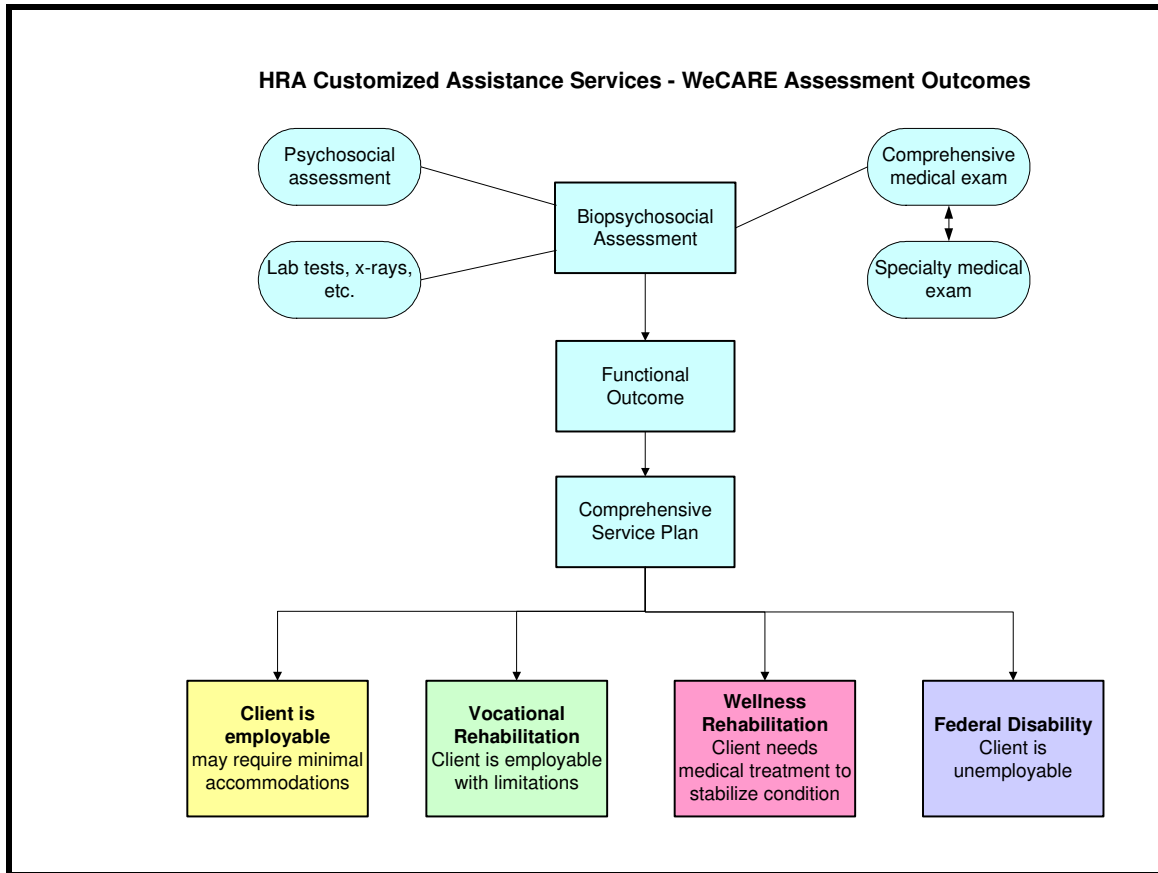 HRA Customized Assistance Services - WeCARE Assessment Outcomes
Psychosocial
assessment
Comprehensive
medical exam
Biopsychosocial
Assessment
Lab tests, x-rays,
etc.
Specialty medical
exam
Functional
Outcome
Comprehensive
Service Plan
Client is
employable
may require minimal
accommodations
Vocational
Rehabilitation
Client is employable
with limitations
Wellness
Rehabilitation
Client needs
medical treatment to
stabilize condition
Federal Disability
Client is
unemployable